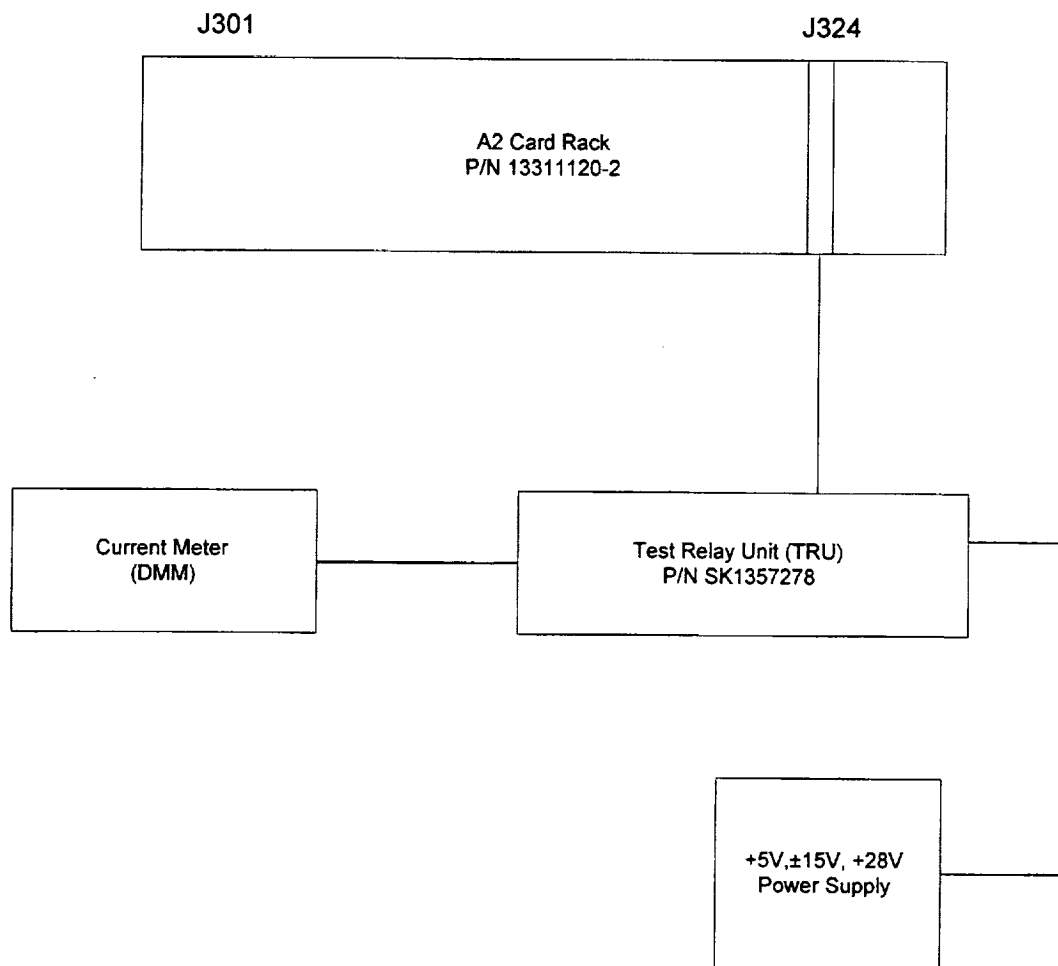 J301
J324
A2 Card Rack
P/N 13311120-2
Current Meter
(DMM)
Test Relay Unit (TRU)
P/N SK1357278
+5V,±15V, +28V
Power Supply